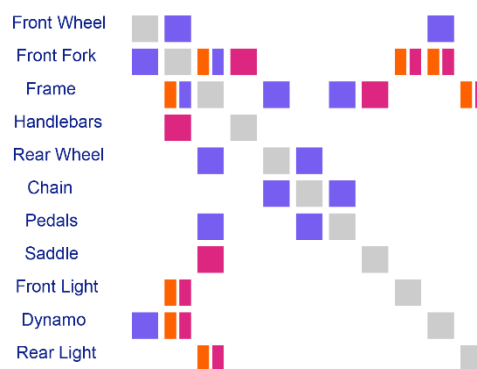 Front Wheel
Front Fork
Frame
Handlebars
Rear Wheel
Chain
Pedals
Saddle
Front Light
Dynamo
Rear Light